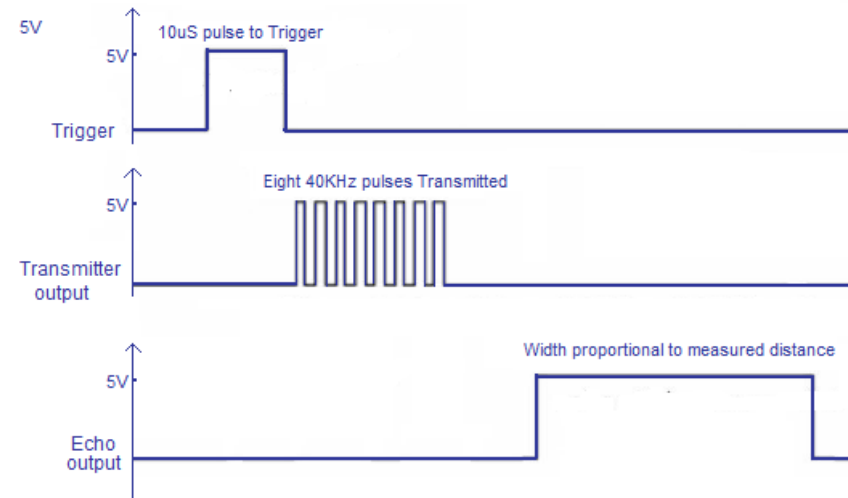 5V
10uS pulse to Trigger
5V
Trigger
Eight 40KHz pulses Transmitted
5V
Transmitter
output
Width proportional to measured distance
5V
Echo
output